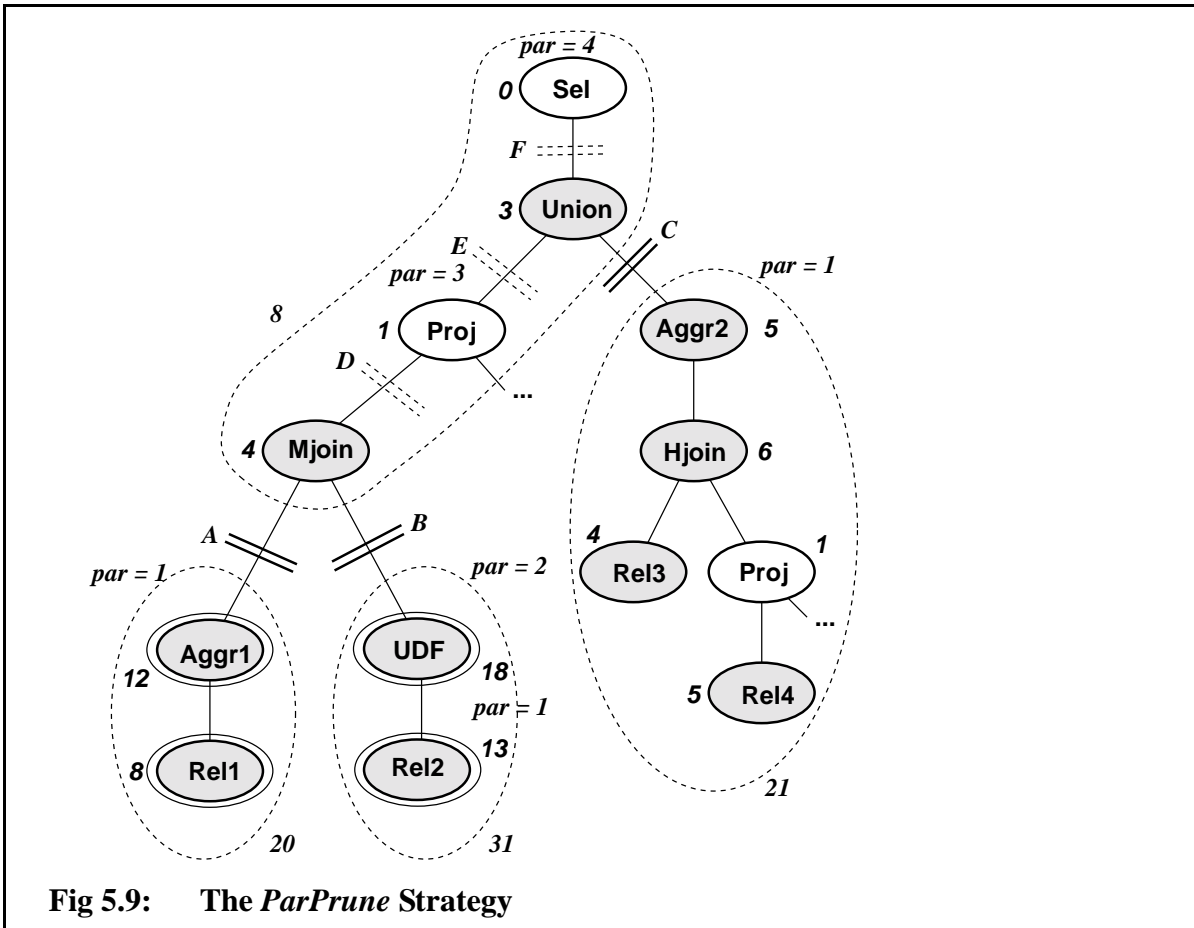 par = 4
0 Sel
F
3 Union
C
E
par = 3
par = 1
8
1 Proj
Aggr2 5
D
...
4 Mjoin
Hjoin 6
A
B
4
1
par = 1
par = 2
Rel3
Proj
...
Aggr1
UDF
12
18
5 Rel4
par = 1
13
8 Rel1
Rel2
21
20
31
Fig 5.9: The ParPrune Strategy